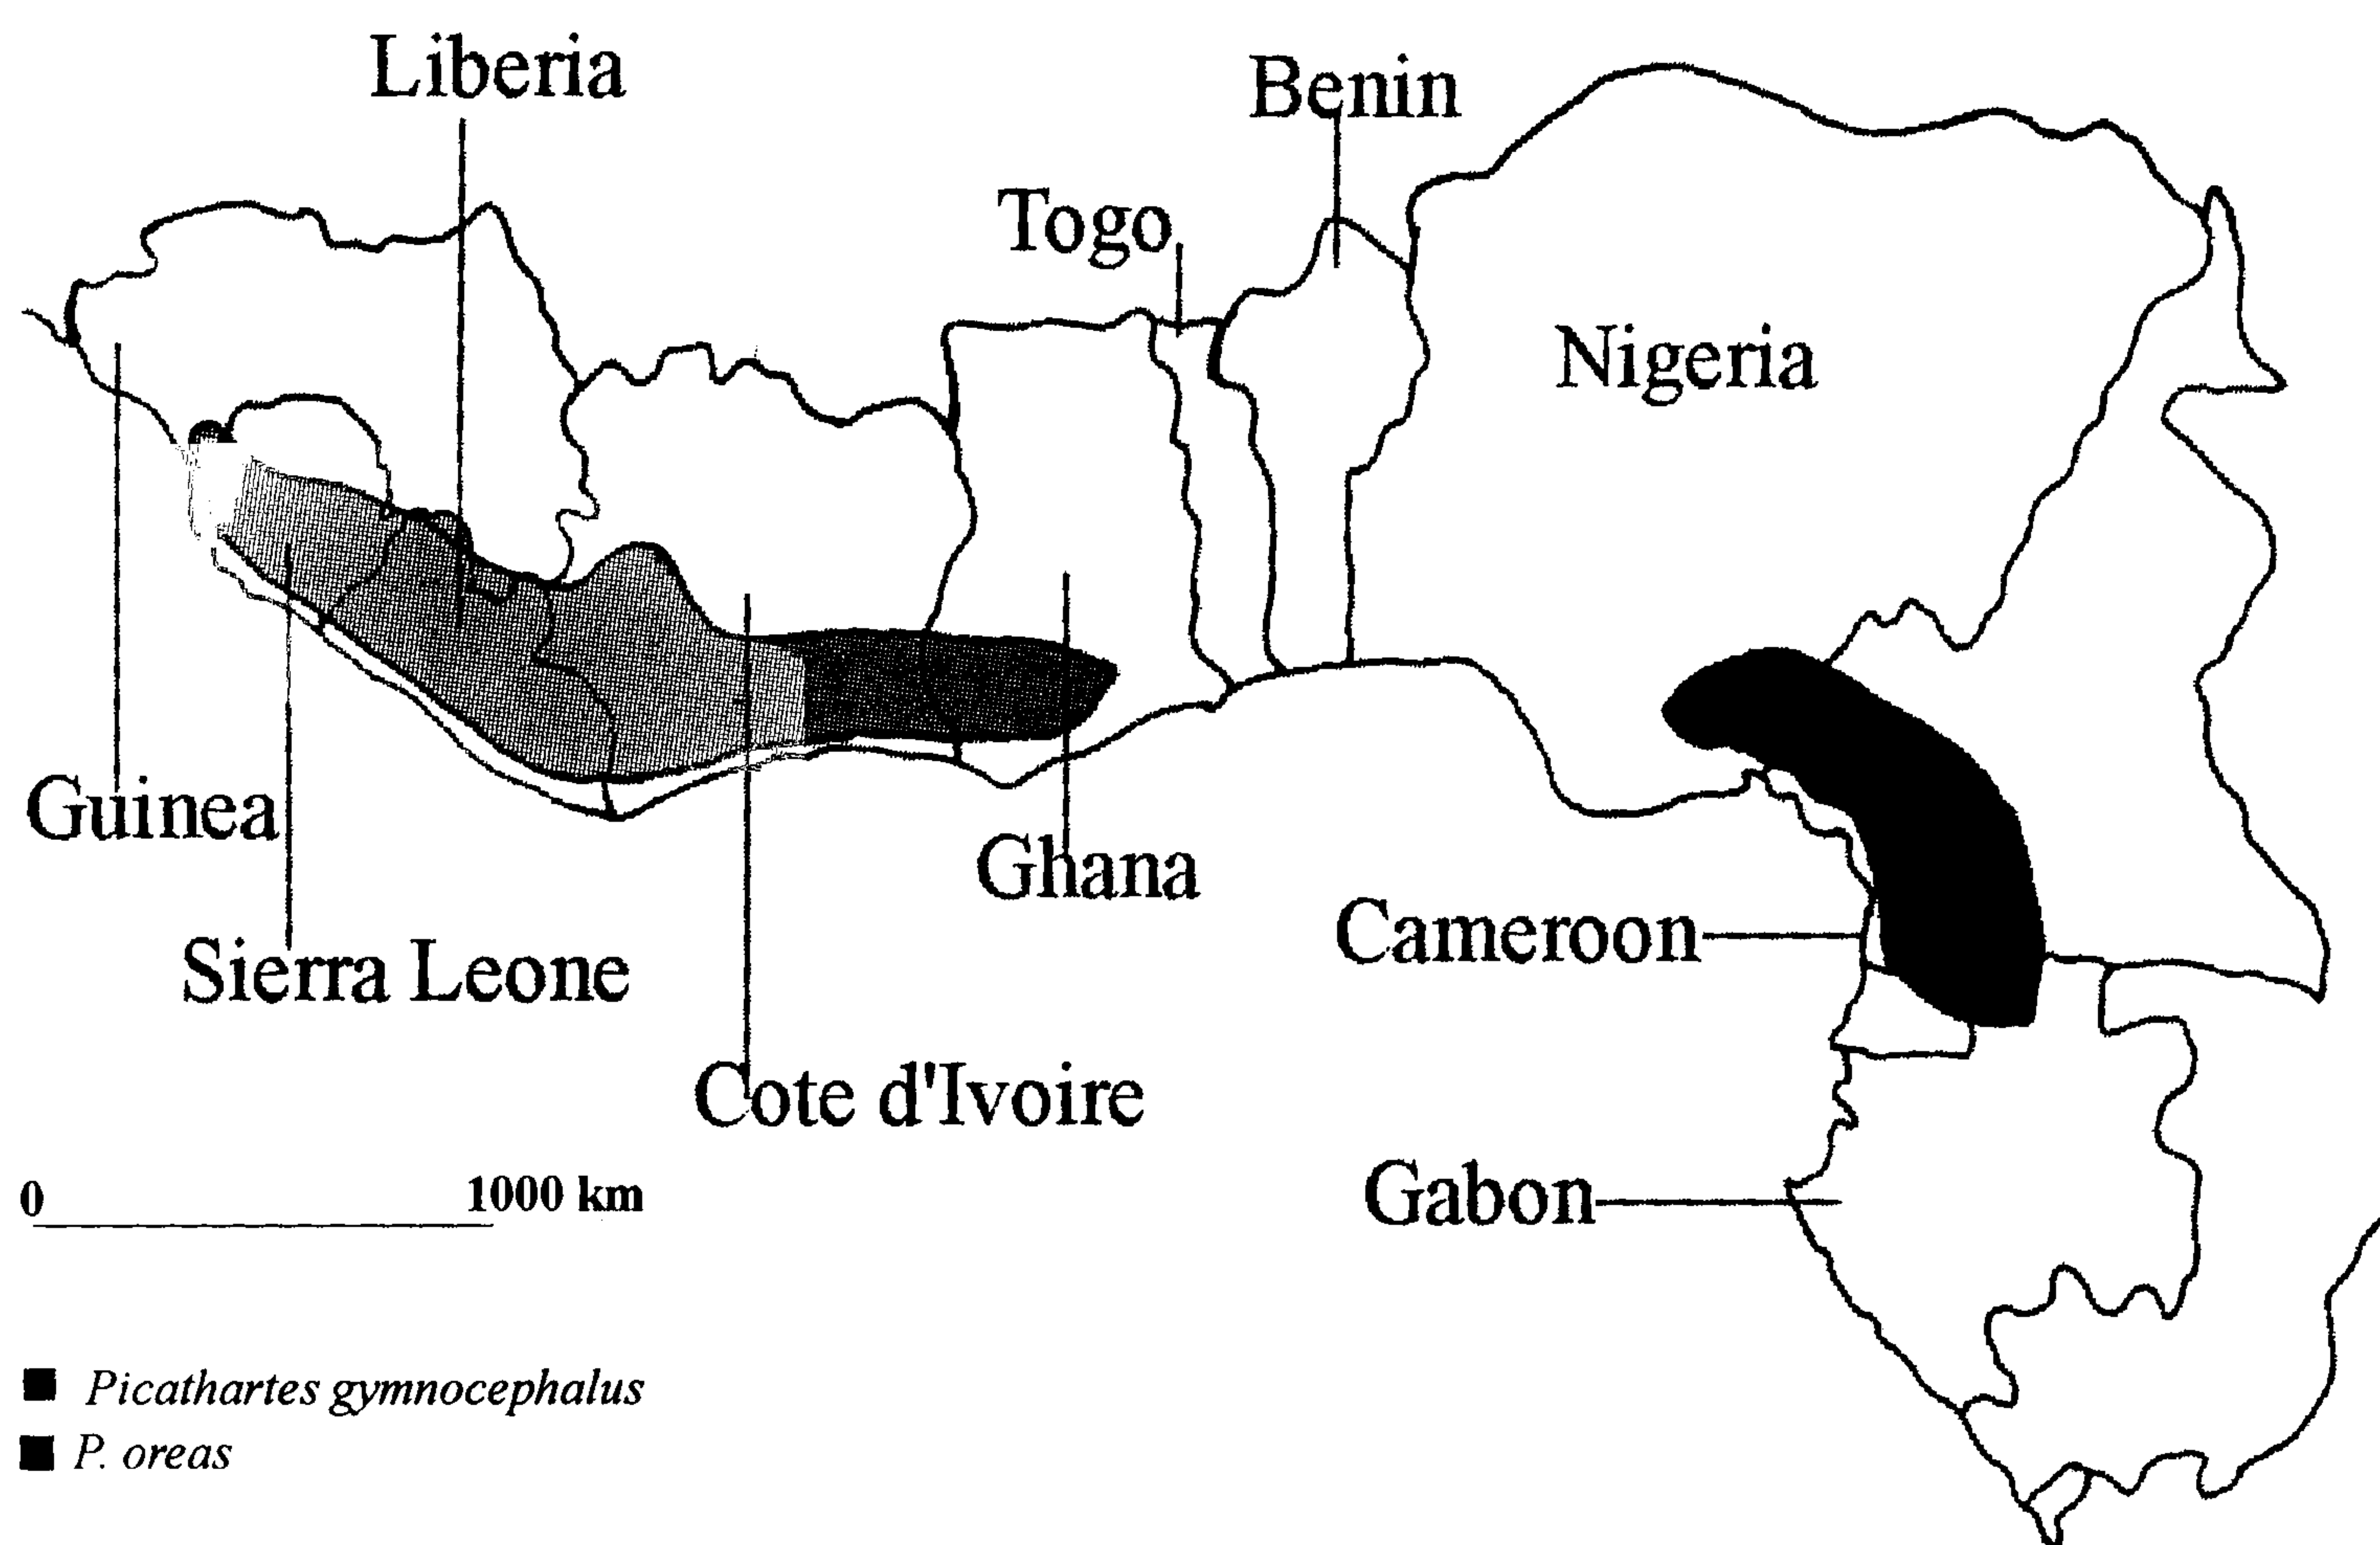 Liberia
Benin
Togo
Nigeria
Guinea
Ghana
Cameroon
Sierra Leone
Cote d'Ivoire
Gabon
0 1000 km
Picathartes gymnocephalus
P. oreas